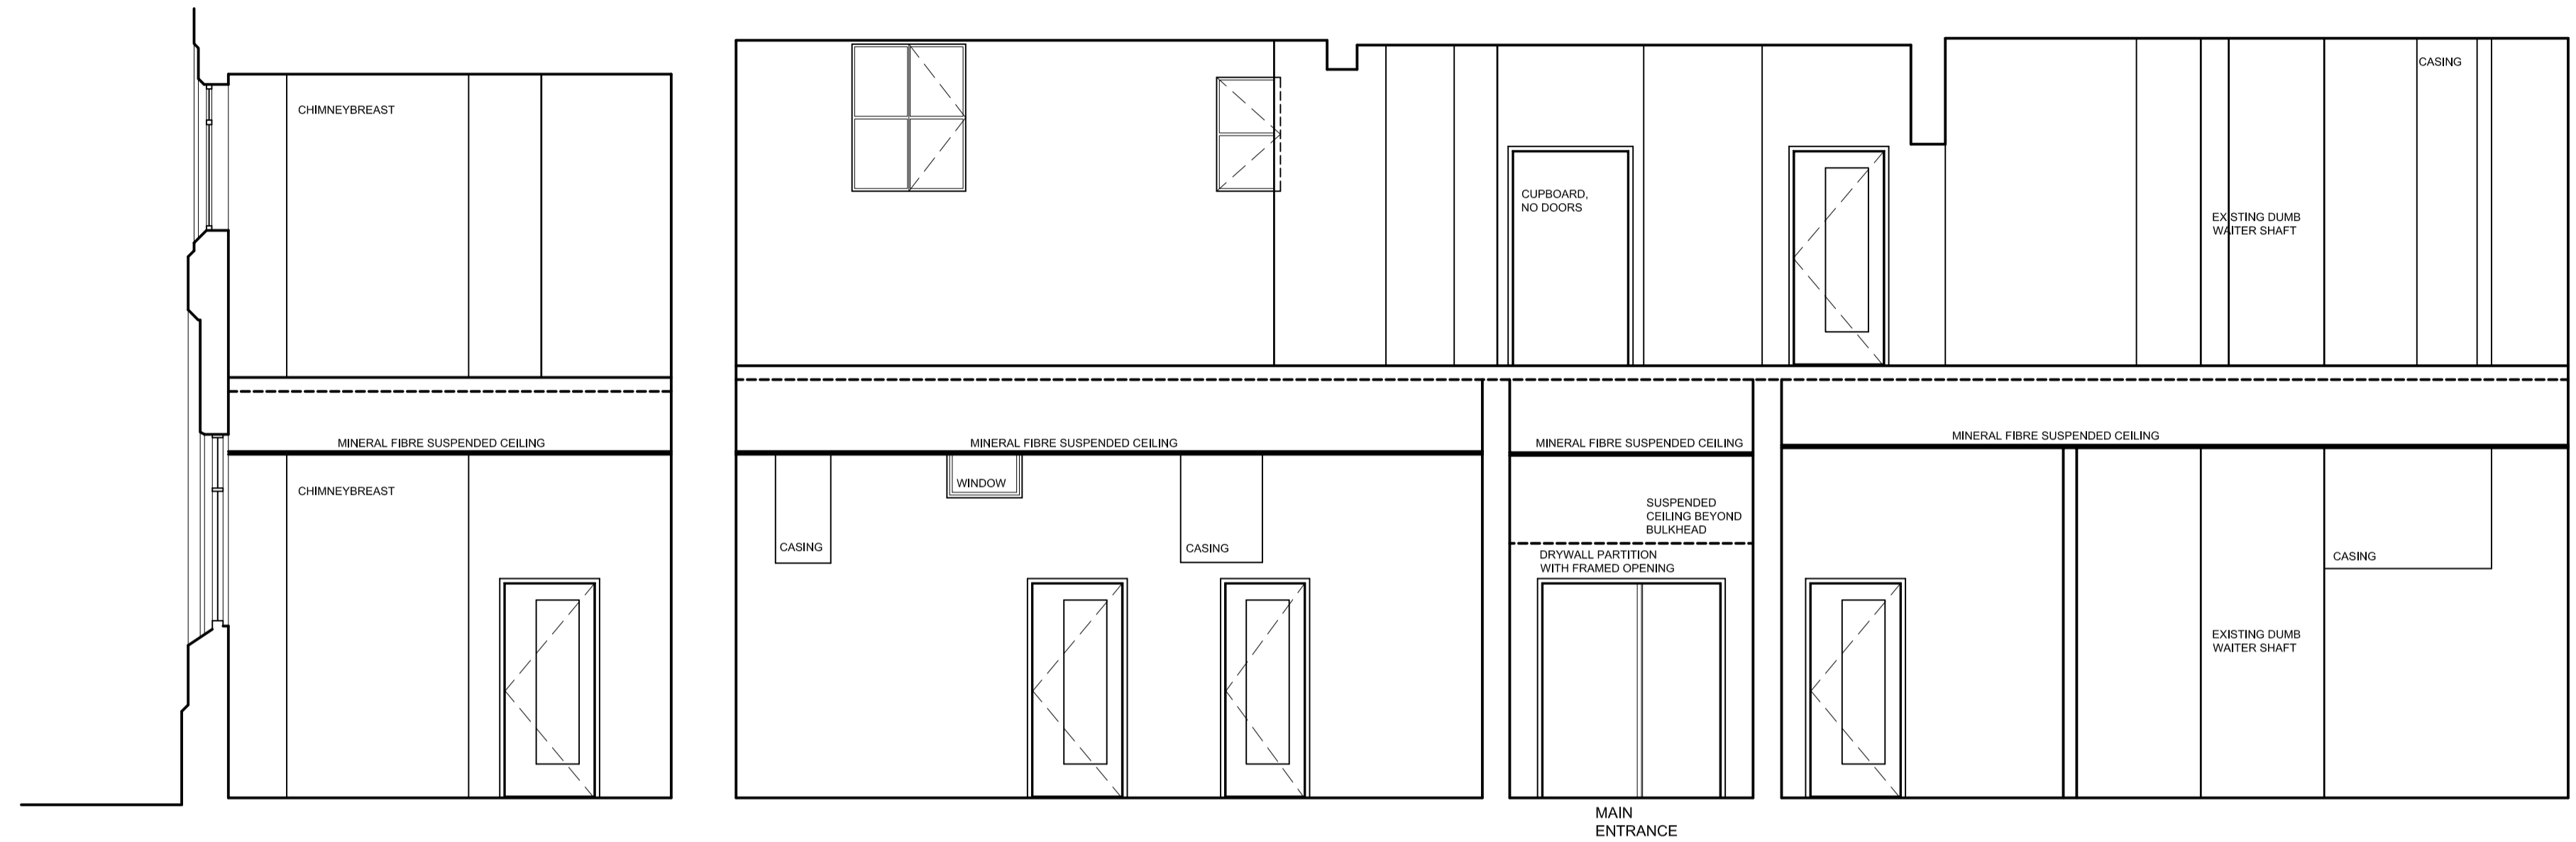 CHIMNEYBREAST
CASING
CUPBOARD,
NO DOORS
EXISTING DUMB
WAITER SHAFT
MINERAL FIBRE SUSPENDED CEILING
MINERAL FIBRE SUSPENDED CEILING
MINERAL FIBRE SUSPENDED CEILING
MINERAL FIBRE SUSPENDED CEILING
CHIMNEYBREAST
WINDOW
CASING
CASING
SUSPENDED
CEILING BEYOND
BULKHEAD
DRYWALL PARTITION
WITH FRAMED OPENING
CASING
EXISTING DUMB
WAITER SHAFT
MAIN
ENTRANCE